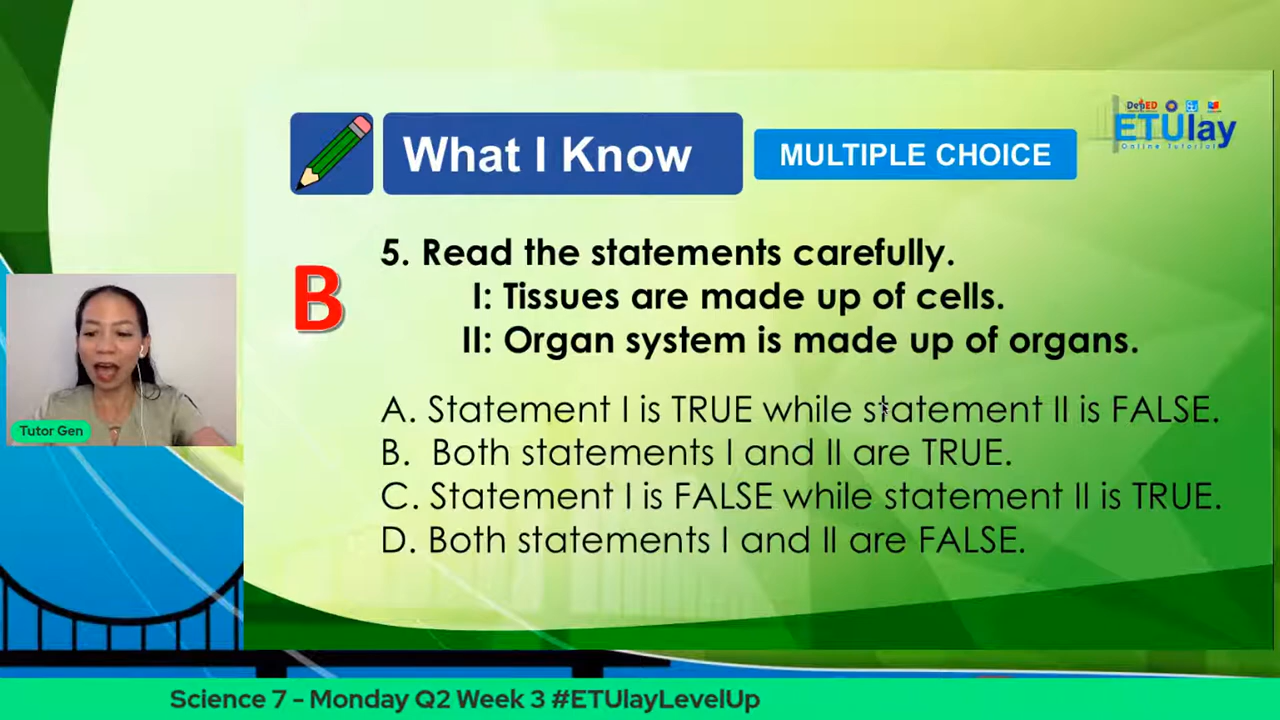 DepED
ETUlay
Online Tutorial
What I Know
MULTIPLE CHOICE
5. Read the statements carefully.
I: Tissues are made up of cells.
II: Organ system is made up of organs.
B
A. Statement I is TRUE while statement II is FALSE.
B. Both statements I and II are TRUE.
C. Statement I is FALSE while statement II is TRUE.
D. Both statements I and II are FALSE.
Tutor Gen
Science 7 - Monday Q2 Week 3 #ETUlayLevelUp